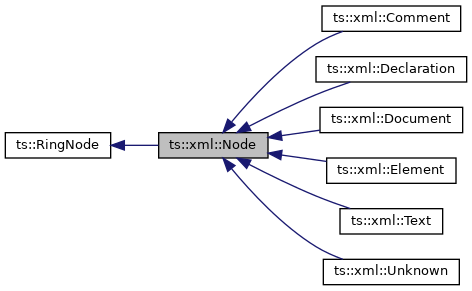 ts::xml::Comment
ts::xml::Declaration
ts::xml::Document
ts::RingNode
ts::xml::Node
ts::xml::Element
ts::xml::Text
ts::xml::Unknown